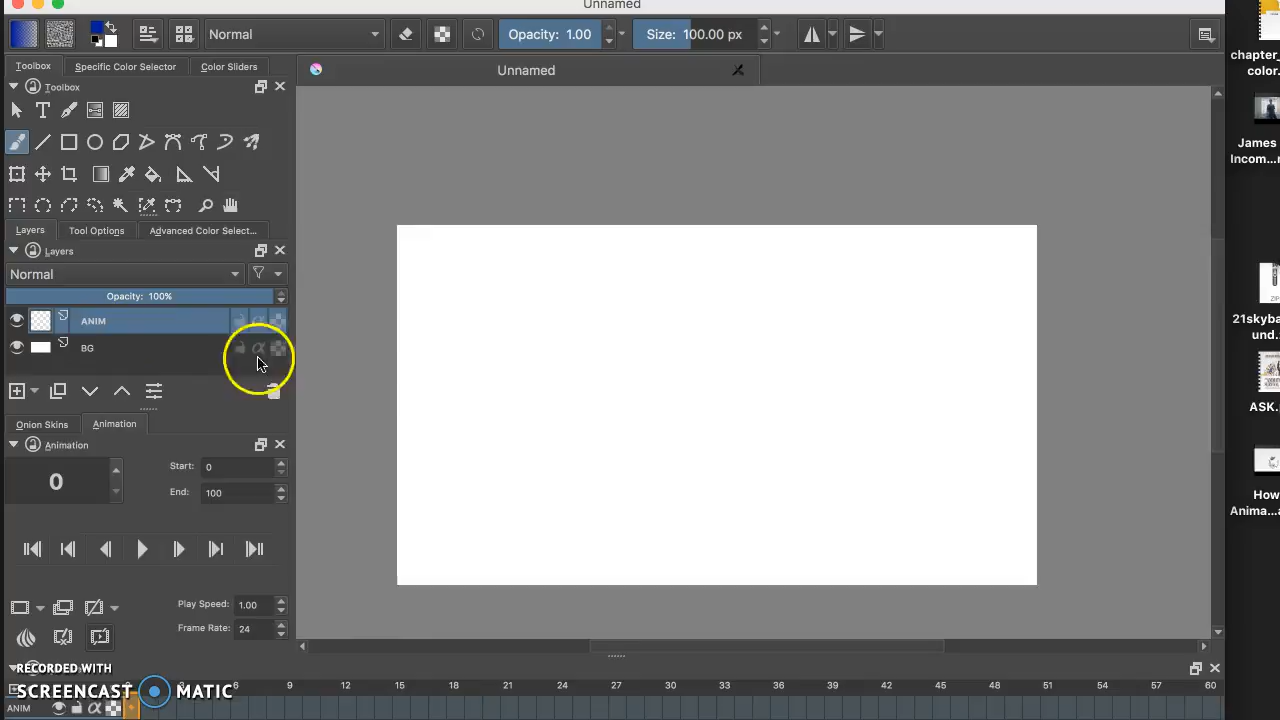 Unnamed
Normal
Opacity: 1.00
Size: 100.00 px
Toolbox
Specific Color Selector
Color Sliders
Unnamed
Toolbox
Layers
Tool Options
Advanced Color Selec...
Layers
Normal
Opacity: 100%
ANIM
BG
Onion Skins
Animation
Animation
0
Start: 0
End: 100
Play Speed: 1.00
Frame Rate: 24
RECORDED WITH
SCREENCAST MATIC
6 9 12 15 18 21 24 27 30 33 36 39 42 45 48 51 54 57 60
ANIM
chapter_
color.
James
Incom...
ZIP
21skyba
und.
ASK.
How
Anima...